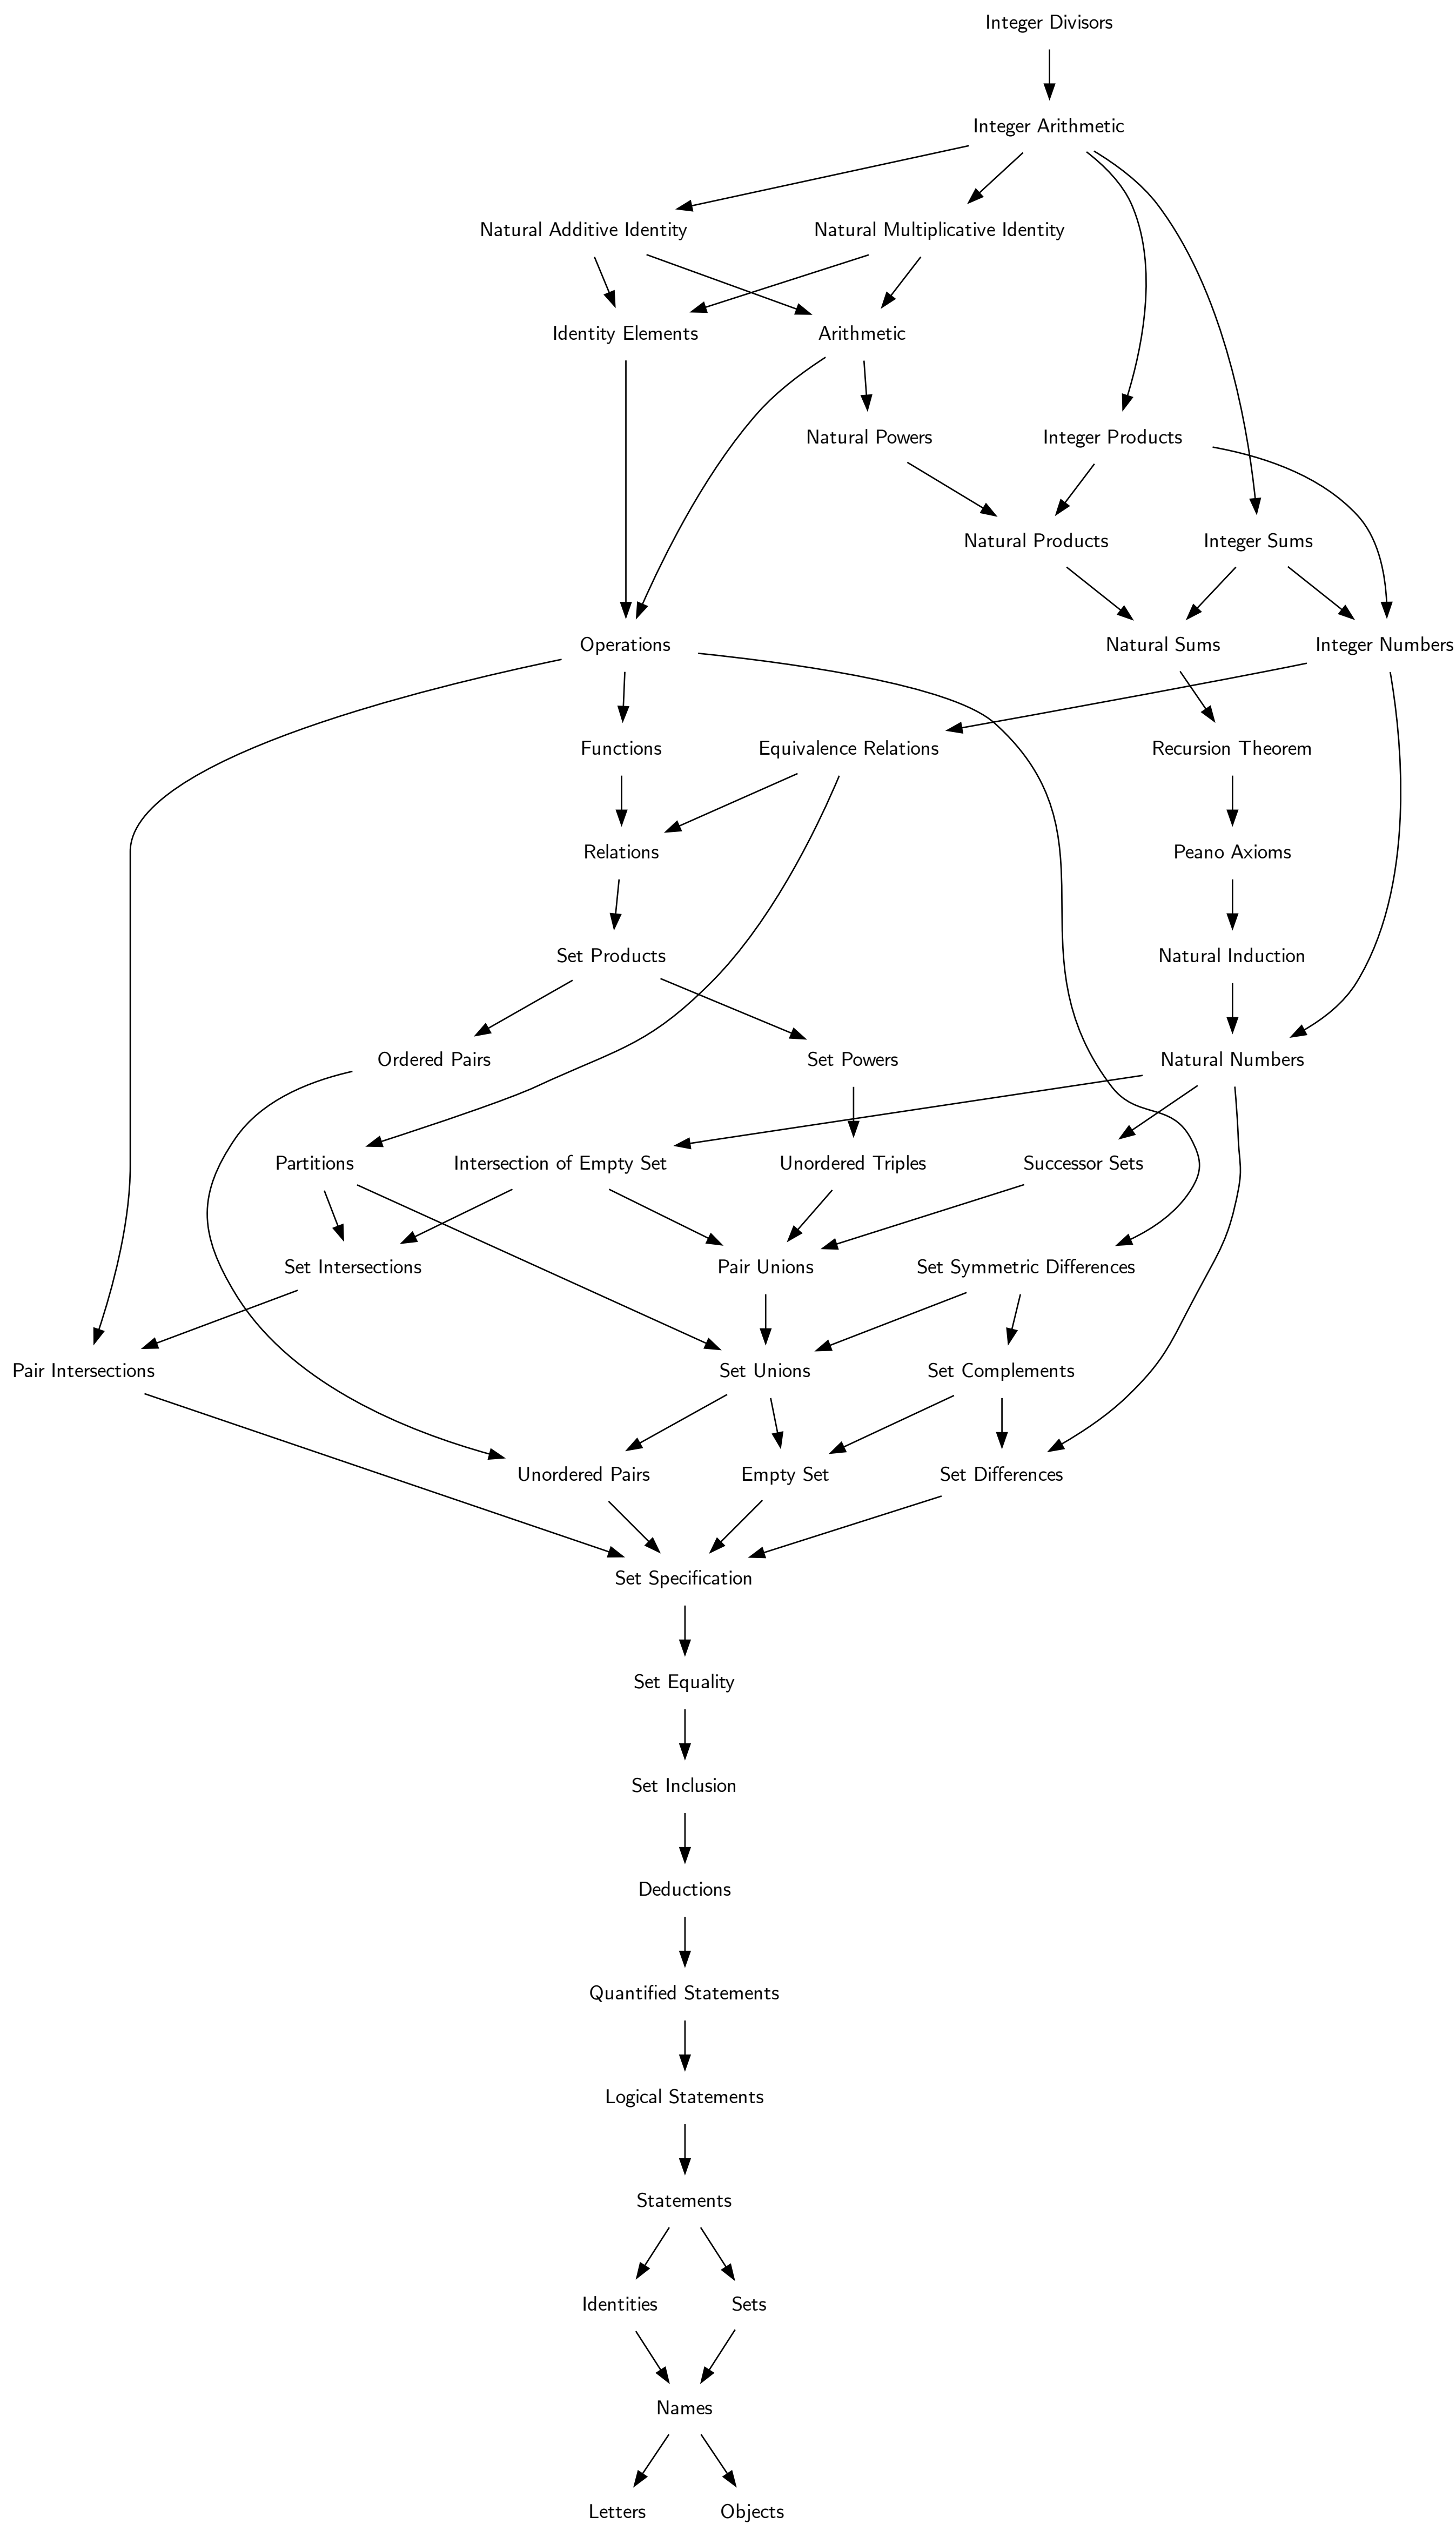 Integer Divisors
Integer Arithmetic
Natural Additive Identity
Natural Multiplicative Identity
Identity Elements
Arithmetic
Natural Powers
Integer Products
Natural Products
Integer Sums
Operations
Natural Sums
Integer Numbers
Functions
Equivalence Relations
Recursion Theorem
Relations
Peano Axioms
Set Products
Natural Induction
Ordered Pairs
Set Powers
Natural Numbers
Partitions
Intersection of Empty Set
Unordered Triples
Successor Sets
Set Intersections
Pair Unions
Set Symmetric Differences
Pair Intersections
Set Unions
Set Complements
Unordered Pairs
Empty Set
Set Differences
Set Specification
Set Equality
Set Inclusion
Deductions
Quantified Statements
Logical Statements
Statements
Identities
Sets
Names
Letters
Objects